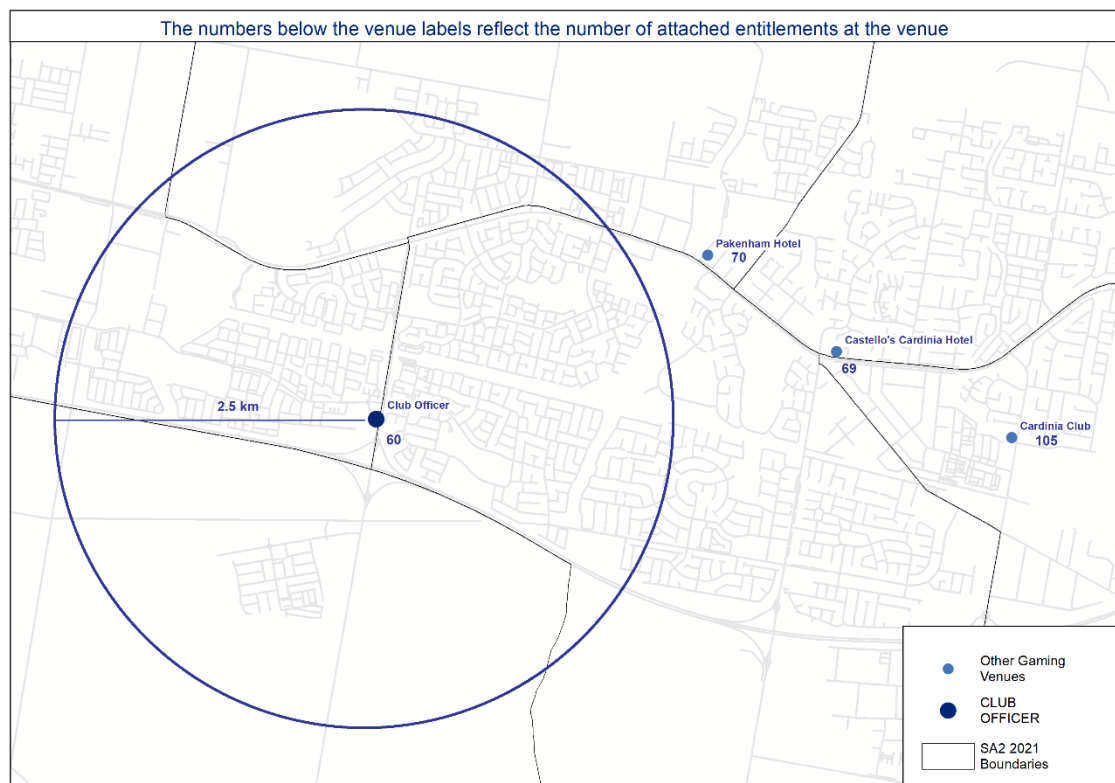 The numbers below the venue labels reflect the number of attached entitlements at the venue
Pakenham Hotel
70
Castello's Cardinia Hotel
69
2.5 km
Club Officer
60
Cardinia Club
105
Other Gaming
Venues
CLUB
OFFICER
SA2 2021
Boundaries